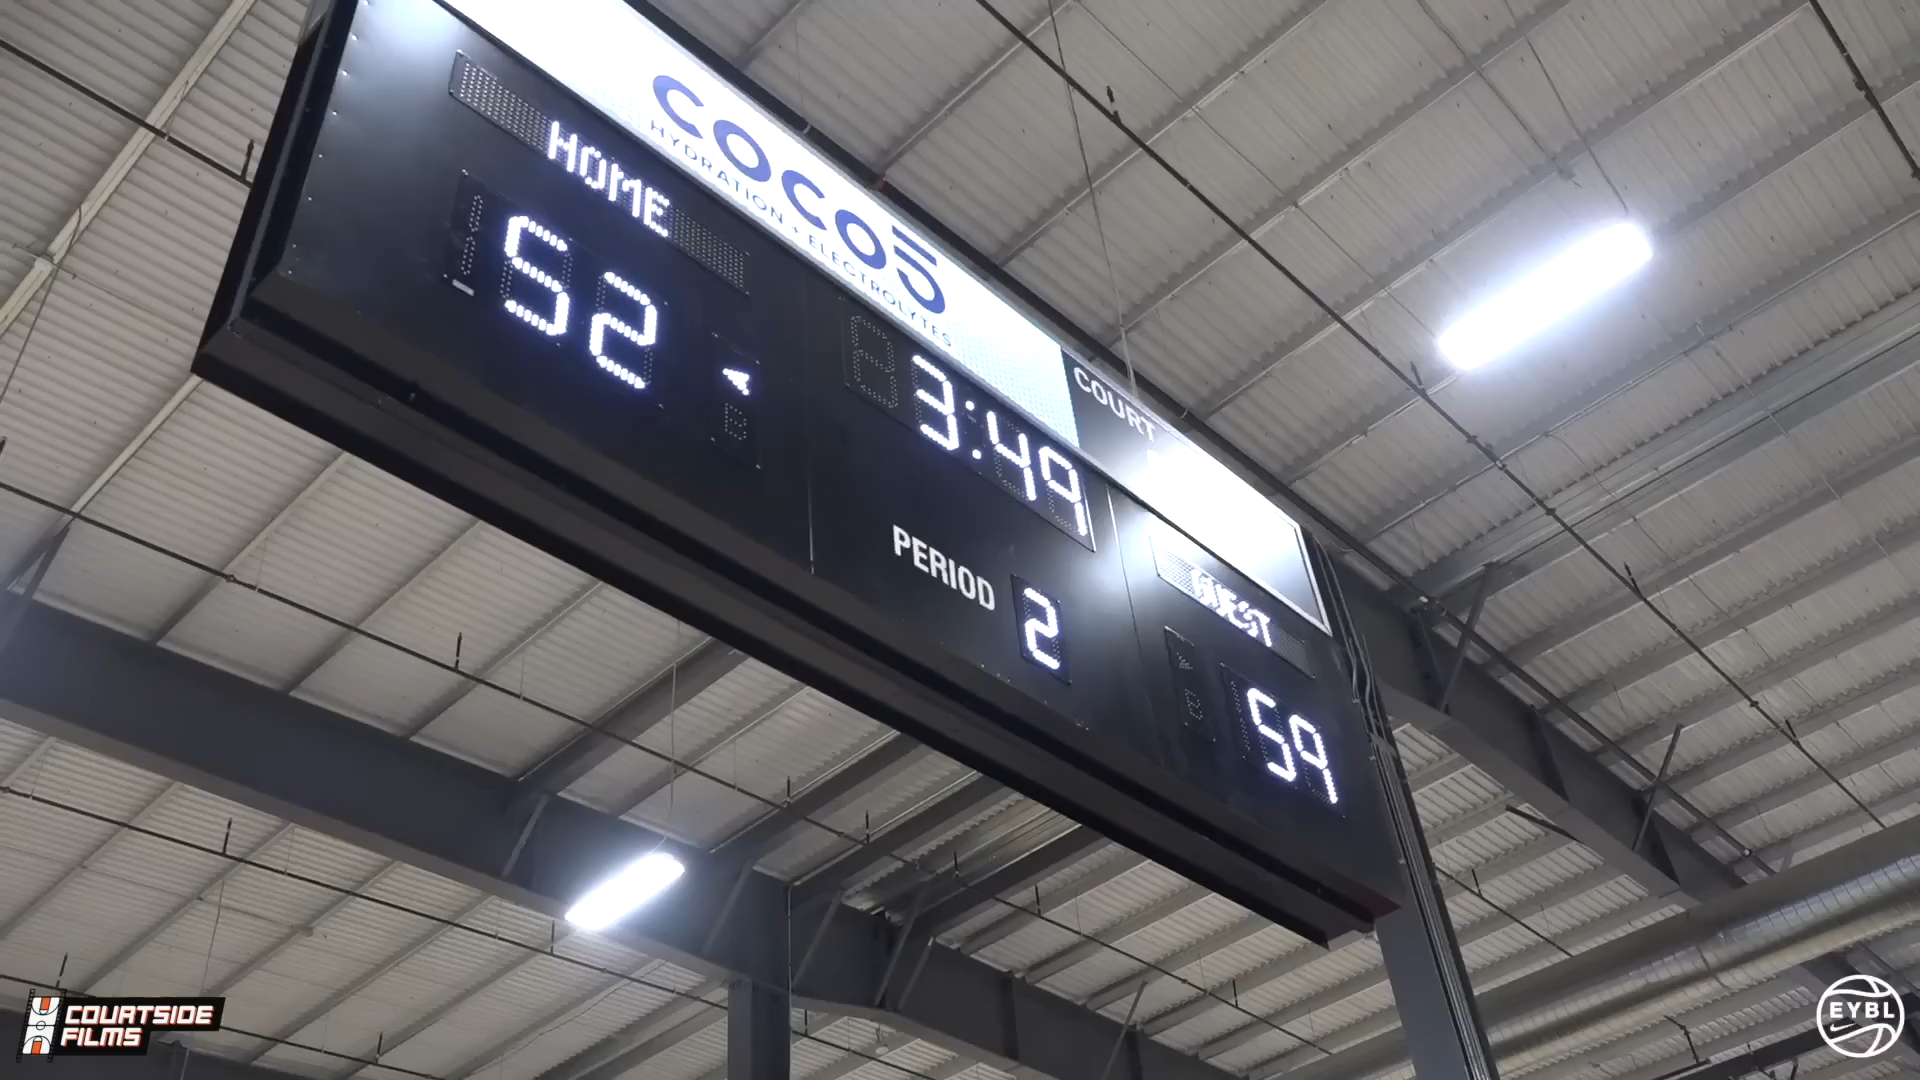 COCO5
HYDRATION + ELECTROLYTES
COURT
HOME
52
3:49
PERIOD 2
GUEST
59
COURTSIDE
FILMS
EYBL